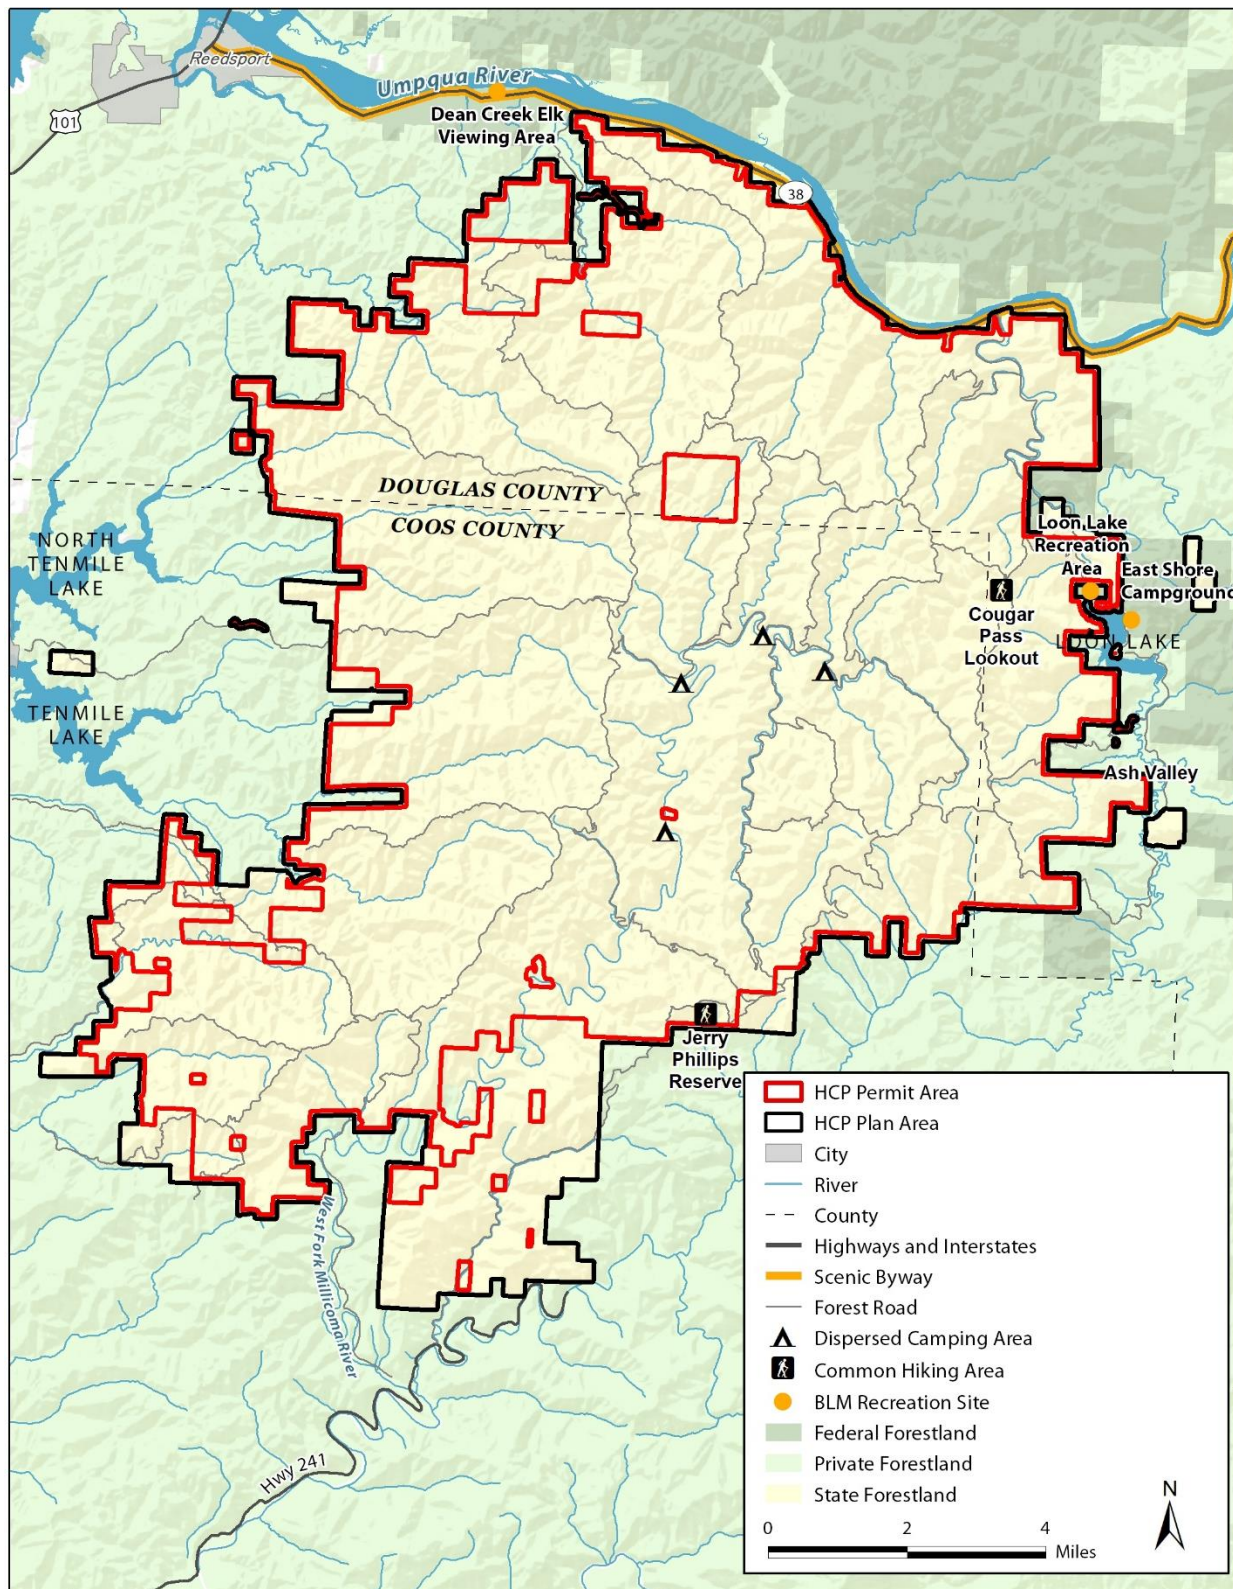 Reedsport
Umpqua River
101
Dean Creek Elk
Viewing Area
38
DOUGLAS COUNTY
COOS COUNTY
NORTH
TENMILE
LAKE
Loon Lake
Recreation
Area
East Shore
Campground
Cougar
Pass
Lookout
LOON LAKE
TENMILE
LAKE
Ash Valley
Jerry
Phillips
Reserve
West Fork Millicoma River
Hwy 241
HCP Permit Area
HCP Plan Area
City
River
County
Highways and Interstates
Scenic Byway
Forest Road
Dispersed Camping Area
Common Hiking Area
BLM Recreation Site
Federal Forestland
Private Forestland
State Forestland
N
0 2 4
Miles